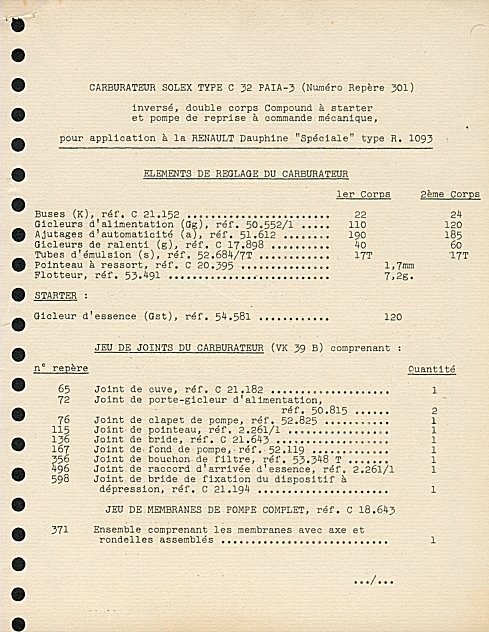 CARBURATEUR SOLEX TYPE C 32 PAIA-3 (Numéro Repère 301)
inversé, double corps Compound à starter
et pompe de reprise à commande mécanique,
pour application à la RENAULT Dauphine "Spéciale" type R. 1093
ELEMENTS DE REGLAGE DU CARBURATEUR
1er Corps 2ème Corps
Buses (K), réf. C 21.152 ........................ 22 24
Gicleurs d'alimentation (Gg), réf. 50.552/1 ..... 110 120
Ajutages d'automaticité (a), réf. 51.612 ........ 190 185
Gicleurs de ralenti (g), réf. C 17.898 .......... 40 60
Tubes d'émulsion (s), réf. 52.684/7T ............ 17T 17T
Pointeau à ressort, réf. C 20.395 ............... 1,7mm
Flotteur, réf. 53.491 ........................... 7,2g.
STARTER :
Gicleur d'essence (Gst), réf. 54.581 ............ 120
JEU DE JOINTS DU CARBURATEUR (VK 39 B) comprenant :
n° repère Quantité
65 Joint de cuve, réf. C 21.182 .................... 1
72 Joint de porte-gicleur d'alimentation,
réf. 50.815 ...... 2
76 Joint de clapet de pompe, réf. 52.825 ........... 1
115 Joint de pointeau, réf. 2.261/1 ................. 1
136 Joint de bride, réf. C 21.643 ................... 1
167 Joint de fond de pompe, réf. 52.119 ............. 1
356 Joint de bouchon de filtre, réf. 53.348 T ....... 1
496 Joint de raccord d'arrivée d'essence, réf. 2.261/1 1
598 Joint de bride de fixation du dispositif à
dépression, réf. C 21.194 .................... 1
JEU DE MEMBRANES DE POMPE COMPLET, réf. C 18.643
371 Ensemble comprenant les membranes avec axe et
rondelles assemblés .......................... 1
.../...